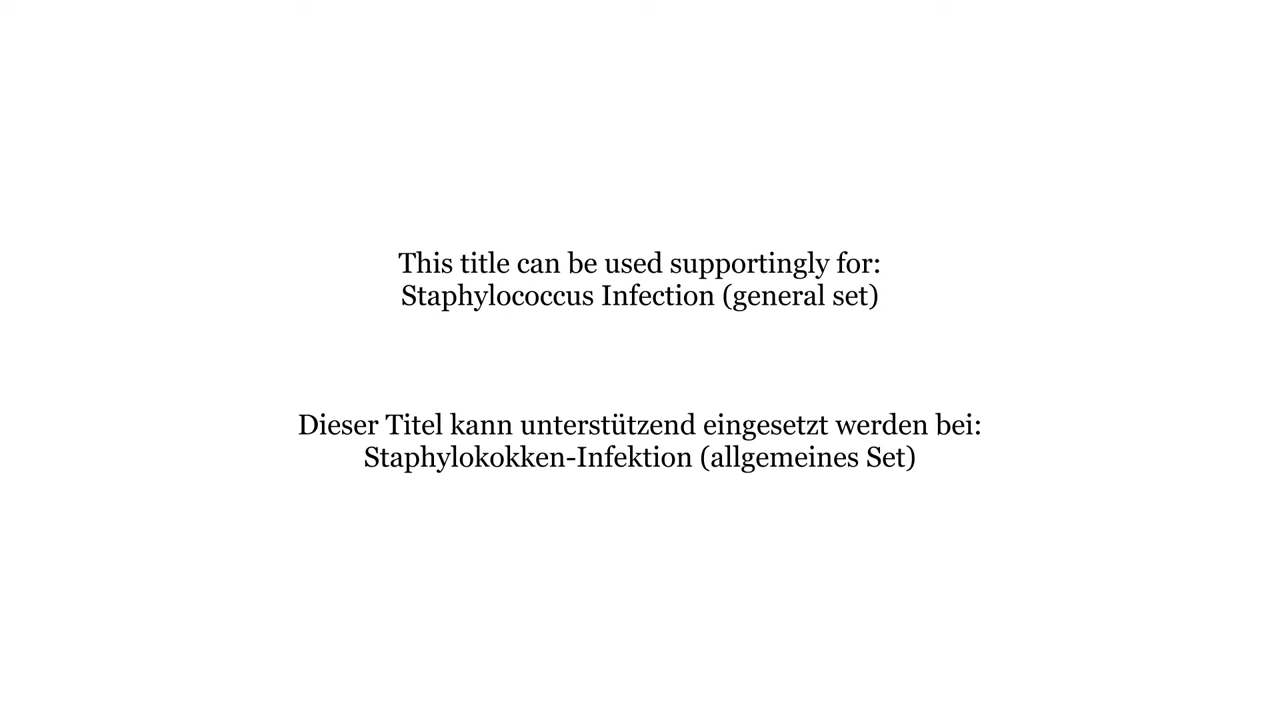 This title can be used supportingly for:
Staphylococcus Infection (general set)
Dieser Titel kann unterstützend eingesetzt werden bei:
Staphylokokken-Infektion (allgemeines Set)